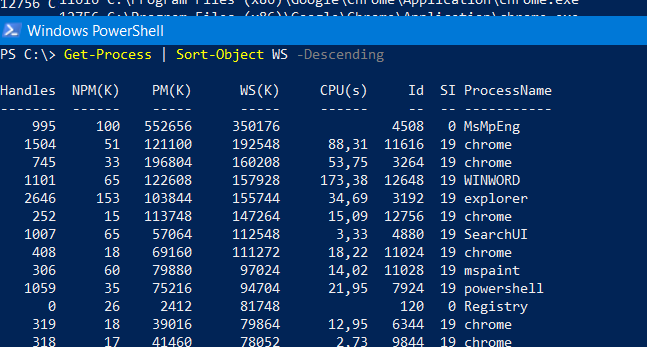 12756 C
Windows PowerShell
PS C:\> Get-Process | Sort-Object WS -Descending
Handles NPM(K) PM(K) WS(K) CPU(s) Id SI ProcessName
------- ------ ----- ----- ------ -- -- -----------
995 100 552656 350176 4508 0 MsMpEng
1504 51 121100 192548 88,31 11616 19 chrome
745 33 196804 160208 53,75 3264 19 chrome
1101 65 122608 157928 173,38 12648 19 WINWORD
2646 153 103844 155744 34,69 3192 19 explorer
252 15 113748 147264 15,09 12756 19 chrome
1007 65 57064 112548 3,33 4880 19 SearchUI
408 18 69160 111272 18,22 11024 19 chrome
306 60 79880 97024 14,02 11028 19 mspaint
1059 35 75216 94704 21,95 7924 19 powershell
0 26 2412 81748 120 0 Registry
319 18 39016 79864 12,95 6344 19 chrome
318 17 41460 78052 2,73 9844 19 chrome